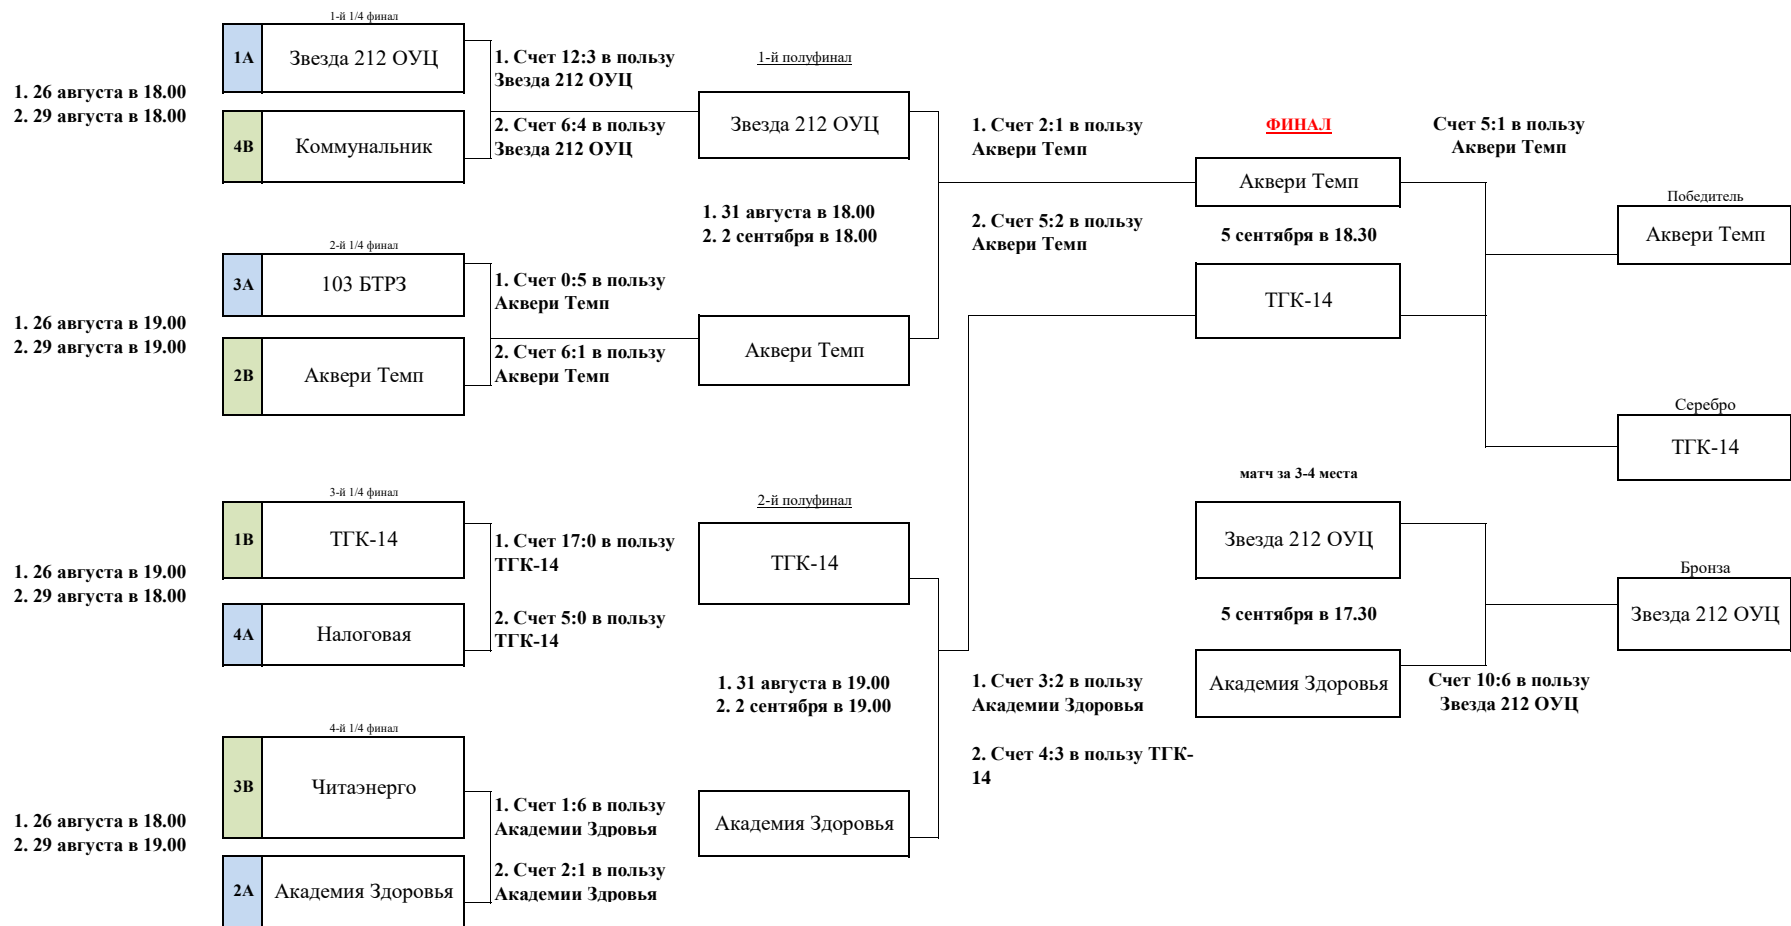 1-й 1/4 финал
1А
Звезда 212 ОУЦ
1. 26 августа в 18.00
2. 29 августа в 18.00
4В
Коммунальник
1. Счет 12:3 в пользу
Звезда 212 ОУЦ
2. Счет 6:4 в пользу
Звезда 212 ОУЦ
2-й 1/4 финал
3А
103 БТРЗ
1. 26 августа в 19.00
2. 29 августа в 19.00
2В
Аквери Темп
1. Счет 0:5 в пользу
Аквери Темп
2. Счет 6:1 в пользу
Аквери Темп
3-й 1/4 финал
1В
ТГК-14
1. 26 августа в 19.00
2. 29 августа в 18.00
4А
Налоговая
1. Счет 17:0 в пользу
ТГК-14
2. Счет 5:0 в пользу
ТГК-14
4-й 1/4 финал
3В
Читаэнерго
1. 26 августа в 18.00
2. 29 августа в 19.00
2А
Академия Здоровья
1. Счет 1:6 в пользу
Академии Здровья
2. Счет 2:1 в пользу
Академии Здровья
1-й полуфинал
Звезда 212 ОУЦ
1. 31 августа в 18.00
2. 2 сентября в 18.00
Аквери Темп
1. Счет 2:1 в пользу
Аквери Темп
2. Счет 5:2 в пользу
Аквери Темп
2-й полуфинал
ТГК-14
1. 31 августа в 19.00
2. 2 сентября в 19.00
Академия Здоровья
1. Счет 3:2 в пользу
Академии Здоровья
2. Счет 4:3 в пользу ТГК-
14
ФИНАЛ
Аквери Темп
5 сентября в 18.30
ТГК-14
Счет 5:1 в пользу
Аквери Темп
матч за 3-4 места
Звезда 212 ОУЦ
5 сентября в 17.30
Академия Здоровья
Счет 10:6 в пользу
Звезда 212 ОУЦ
Победитель
Аквери Темп
Серебро
ТГК-14
Бронза
Звезда 212 ОУЦ